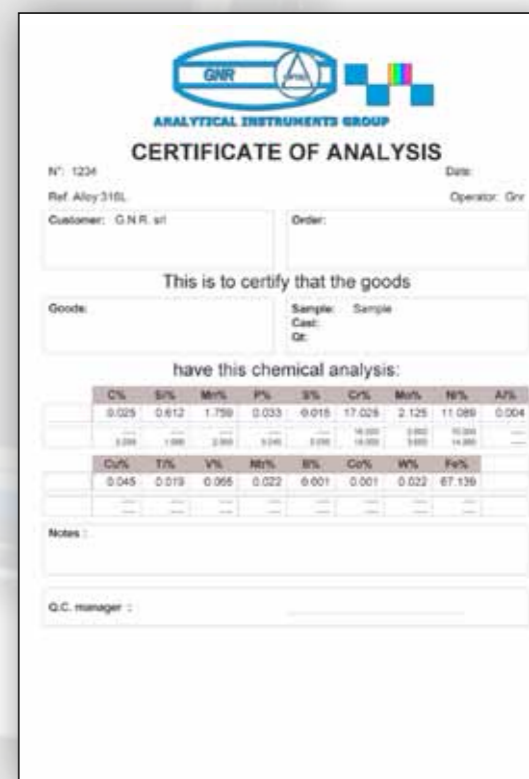 GNR
ANALYTICAL INSTRUMENTS GROUP
CERTIFICATE OF ANALYSIS
N°: 1234 Date:
Ref. Alloy:316L Operator: Gnr
Customer: G.N.R. srl Order:
This is to certify that the goods
Goods: Sample: Sample
Cast:
Qt:
have this chemical analysis:
C% Si% Mn% P% S% Cr% Mo% Ni% Al%
0.025 0.612 1.759 0.033 0.015 17.025 2.125 11.089 0.004
Cu% Ti% V% Nb% B% Co% W% Fe%
0.045 0.019 0.065 0.022 0.001 0.001 0.022 67.139
Notes :
Q.C. manager :